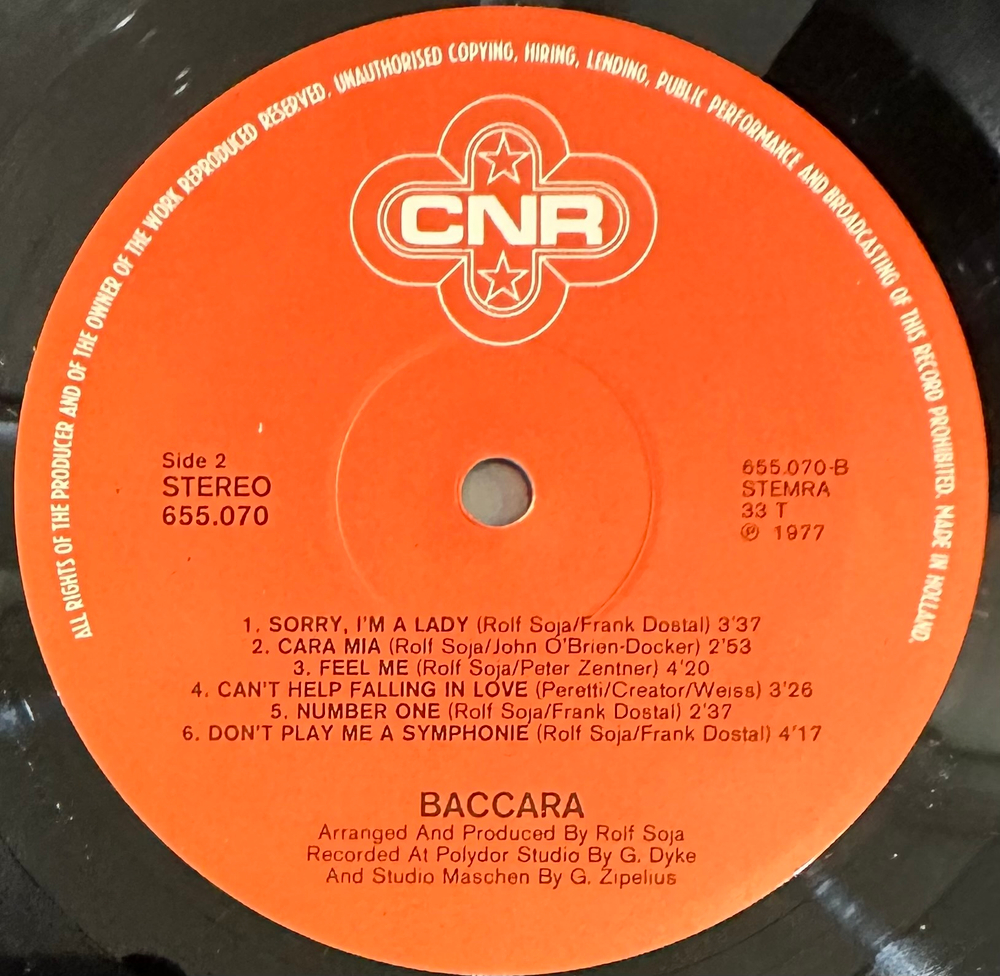 ALL RIGHTS OF THE PRODUCER AND OF THE OWNER OF THE WORK REPRODUCED RESERVED. UNAUTHORISED COPYING, HIRING, LENDING, PUBLIC PERFORMANCE AND BROADCASTING OF THIS RECORD PROHIBITED. MADE IN HOLLAND.
CNR
Side 2
STEREO
655.070
655.070-B
STEMRA
33 T
℗ 1977
1. SORRY, I'M A LADY (Rolf Soja/Frank Dostal) 3'37
2. CARA MIA (Rolf Soja/John O'Brien-Docker) 2'53
3. FEEL ME (Rolf Soja/Peter Zentner) 4'20
4. CAN'T HELP FALLING IN LOVE (Peretti/Creator/Weiss) 3'26
5. NUMBER ONE (Rolf Soja/Frank Dostal) 2'37
6. DON'T PLAY ME A SYMPHONIE (Rolf Soja/Frank Dostal) 4'17
BACCARA
Arranged And Produced By Rolf Soja
Recorded At Polydor Studio By G. Dyke
And Studio Maschen By G. Zipelius